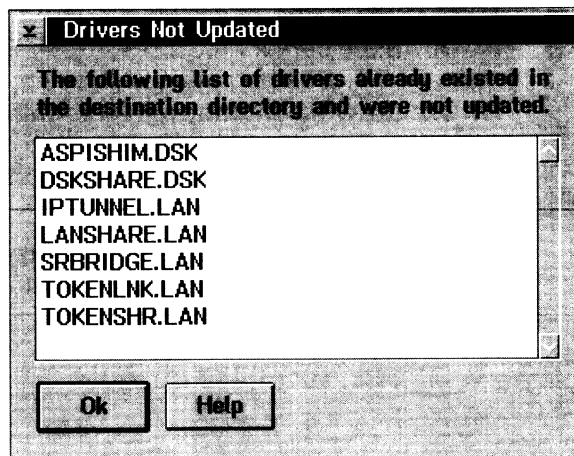 Drivers Not Updated
The following list of drivers already existed in
the destination directory and were not updated.
ASPISHIM.DSK
DSKSHARE.DSK
IPTUNNEL.LAN
LANSHARE.LAN
SRBRIDGE.LAN
TOKENLNK.LAN
TOKENSHR.LAN
Ok
Help